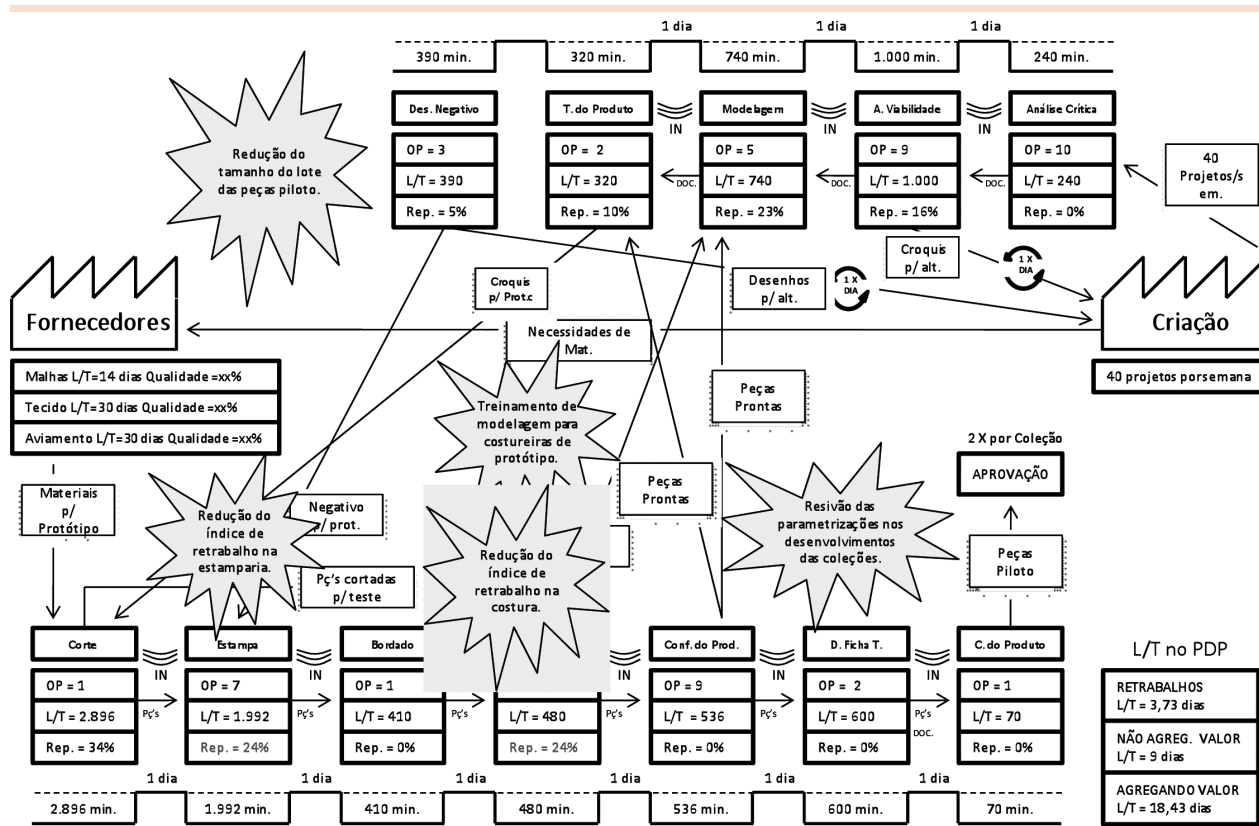 1 dia
1 dia
1 dia
390 min.
320 min.
740 min.
1.000 min.
240 min.
Des. Negativo
T. do Produto
Modelagem
A. Viabilidade
Análise Crítica
IN
IN
IN
OP = 3
OP = 2
OP = 5
OP = 9
OP = 10
L/T = 390
L/T = 320
L/T = 740
L/T = 1.000
L/T = 240
DOC.
DOC.
DOC.
Rep. = 5%
Rep. = 10%
Rep. = 23%
Rep. = 16%
Rep. = 0%
40
Projetos/s
em.
Redução do
tamanho do lote
das peças piloto.
Croquis
p/ Prot.c
Desenhos
p/ alt.
1 X
DIA
Croquis
p/ alt.
1 X
DIA
Fornecedores
Necessidades de
Mat.
Criação
Malhas L/T=14 dias Qualidade =xx%
Tecido L/T=30 dias Qualidade =xx%
Aviamento L/T=30 dias Qualidade =xx%
40 projetos porsemana
Treinamento de
modelagem para
costureiras de
protótipo.
Peças
Prontas
Peças
Prontas
2 X por Coleção
APROVAÇÃO
Materiais
p/
Protótipo
Redução do
índice de
retrabalho na
estamparia.
Negativo
p/ prot.
Pç's cortadas
p/ teste
Redução do
índice de
retrabalho na
costura.
Resivão das
parametrizações nos
desenvolvimentos
das coleções.
Peças
Piloto
Corte
Estampa
Bordado
Conf. do Prod.
D. Ficha T.
C. do Produto
IN
IN
IN
IN
IN
OP = 1
OP = 7
OP = 1
OP = 9
OP = 2
OP = 1
L/T = 2.896
L/T = 1.992
L/T = 410
L/T = 480
L/T = 536
L/T = 600
L/T = 70
Pç's
Pç's
Pç's
Pç's
Pç's
Pç's
DOC.
Rep. = 34%
Rep. = 24%
Rep. = 0%
Rep. = 24%
Rep. = 0%
Rep. = 0%
Rep. = 0%
1 dia
1 dia
1 dia
1 dia
1 dia
1 dia
2.896 min.
1.992 min.
410 min.
480 min.
536 min.
600 min.
70 min.
L/T no PDP
RETRABALHOS
L/T = 3,73 dias
NÃO AGREG. VALOR
L/T = 9 dias
AGREGANDO VALOR
L/T = 18,43 dias